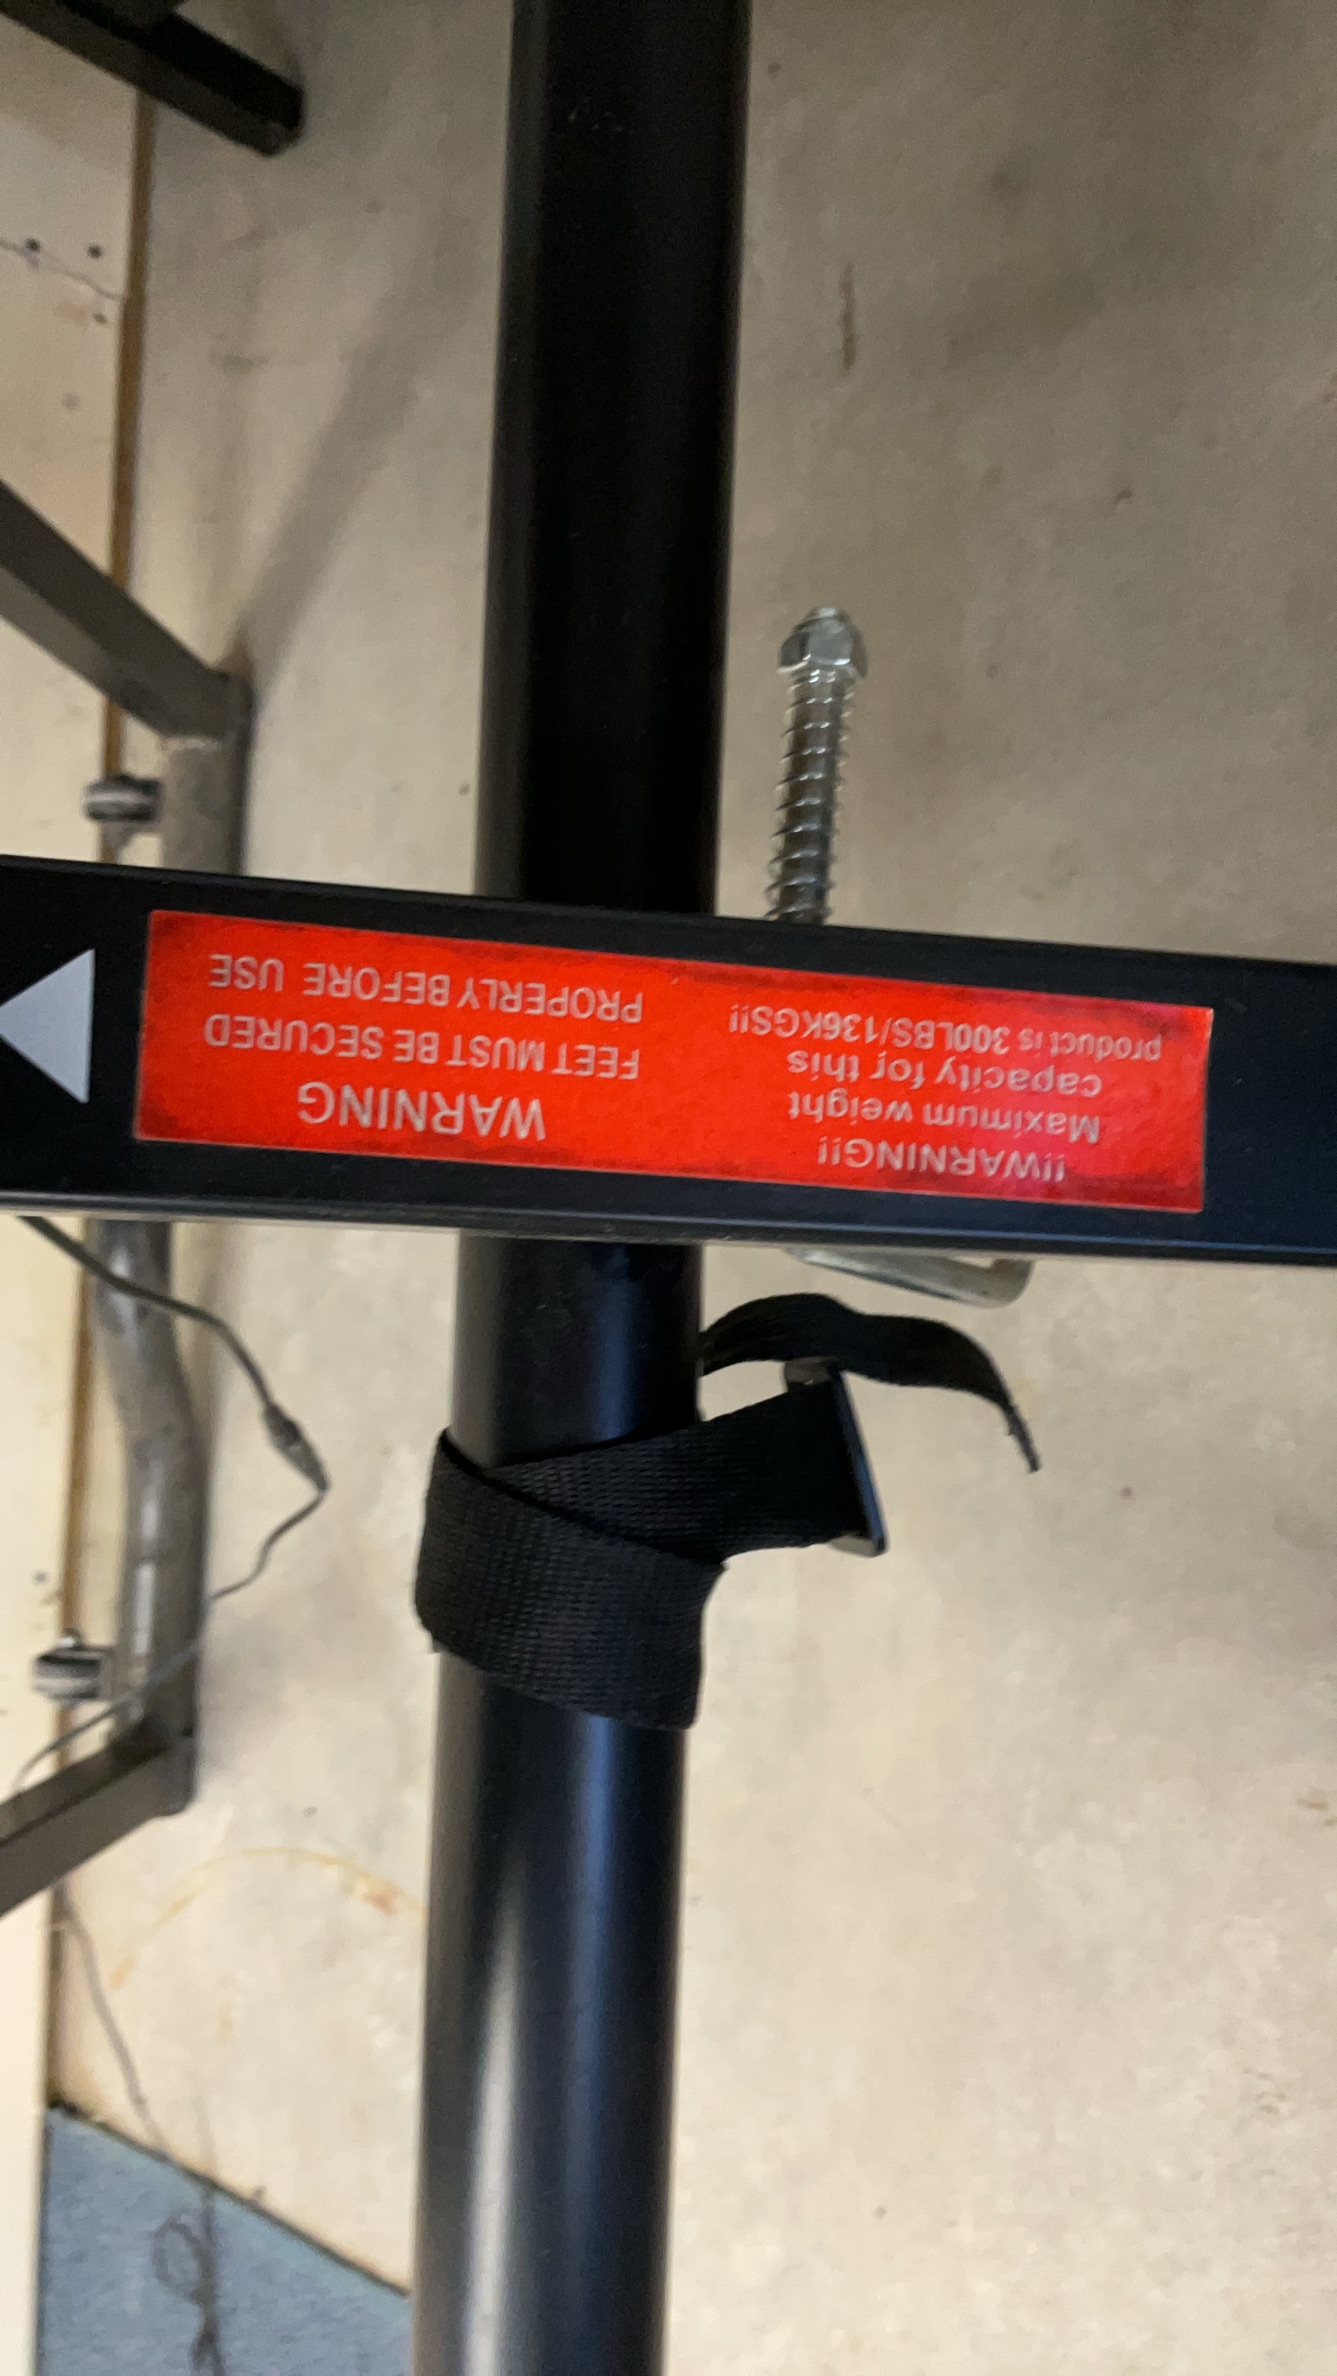 !!WARNING!!
Maximum weight
capacity for this
product is 300LBS/136KGS!!
WARNING
FEET MUST BE SECURED
PROPERLY BEFORE USE